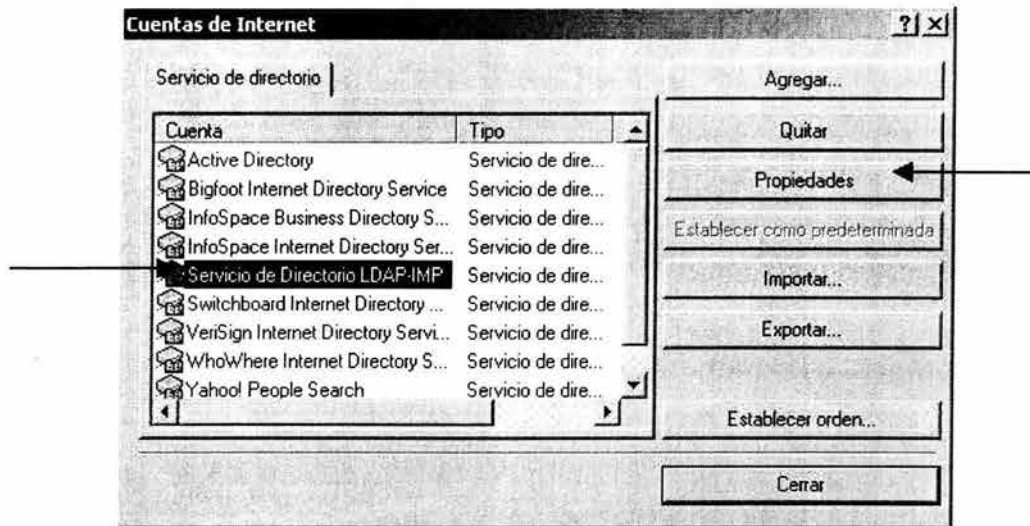 Cuentas de Internet
Servicio de directorio
Cuenta Tipo
Active Directory Servicio de dire...
Bigfoot Internet Directory Service Servicio de dire...
InfoSpace Business Directory S... Servicio de dire...
InfoSpace Internet Directory Ser... Servicio de dire...
Servicio de Directorio LDAP-IMP Servicio de dire...
Switchboard Internet Directory ... Servicio de dire...
VeriSign Internet Directory Servi... Servicio de dire...
WhoWhere Internet Directory S... Servicio de dire...
Yahoo! People Search Servicio de dire...
Agregar...
Quitar
Propiedades
Establecer como predeterminada
Importar...
Exportar...
Establecer orden...
Cerrar